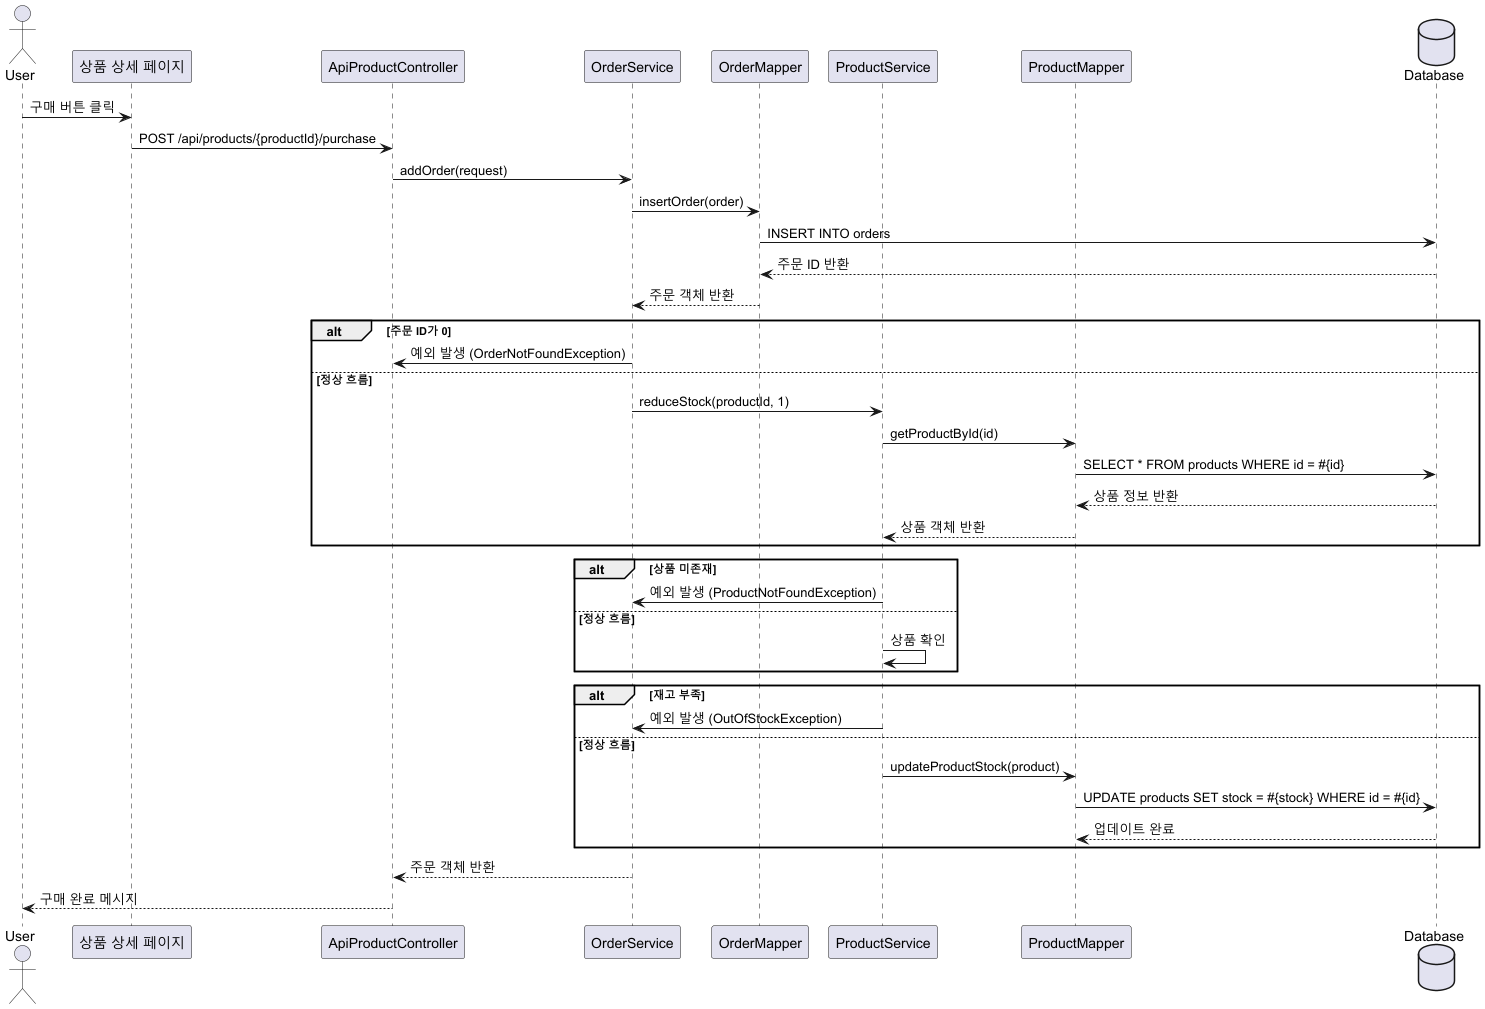 User
상품 상세 페이지
ApiProductController
OrderService
OrderMapper
ProductService
ProductMapper
Database
구매 버튼 클릭
POST /api/products/{productId}/purchase
addOrder(request)
insertOrder(order)
INSERT INTO orders
주문 ID 반환
주문 객체 반환
alt
[주문 ID가 0]
예외 발생 (OrderNotFoundException)
[정상 흐름]
reduceStock(productId, 1)
getProductById(id)
SELECT * FROM products WHERE id = #{id}
상품 정보 반환
상품 객체 반환
alt
[상품 미존재]
예외 발생 (ProductNotFoundException)
[정상 흐름]
상품 확인
alt
[재고 부족]
예외 발생 (OutOfStockException)
[정상 흐름]
updateProductStock(product)
UPDATE products SET stock = #{stock} WHERE id = #{id}
업데이트 완료
주문 객체 반환
구매 완료 메시지
User
상품 상세 페이지
ApiProductController
OrderService
OrderMapper
ProductService
ProductMapper
Database